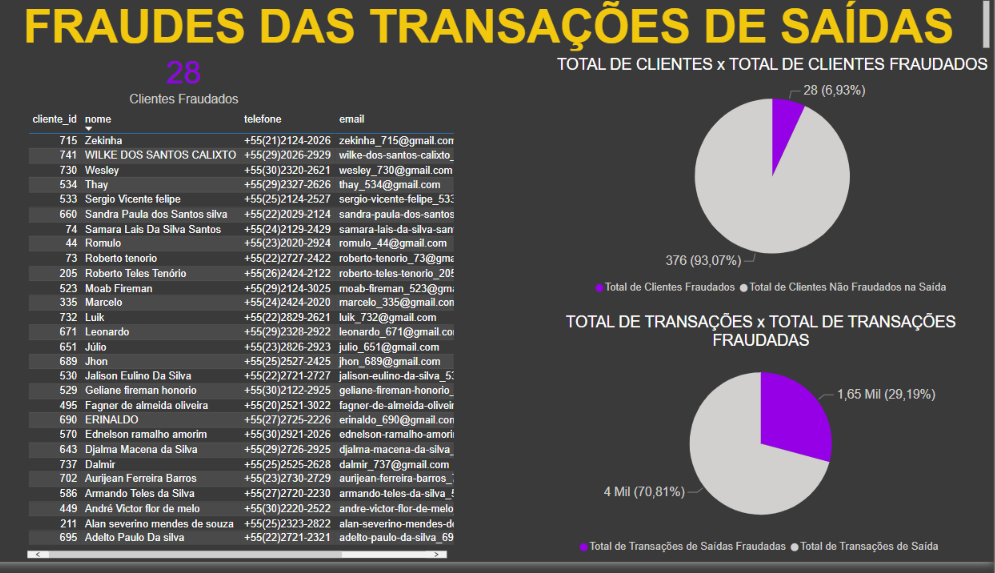 FRAUDES DAS TRANSAÇÕES DE SAÍDAS
28
Clientes Fraudados
cliente_id nome telefone email
715 Zekinha +55(21)2124-2026 zekinha_715@gmail.com
741 WILKE DOS SANTOS CALIXTO +55(29)2026-2929 wilke-dos-santos-calixto_
730 Wesley +55(30)2320-2621 wesley_730@gmail.com
534 Thay +55(29)2327-2626 thay_534@gmail.com
533 Sergio Vicente felipe +55(25)2124-2527 sergio-vicente-felipe_533
660 Sandra Paula dos Santos silva +55(22)2029-2124 sandra-paula-dos-santos
74 Samara Lais Da Silva Santos +55(24)2129-2429 samara-lais-da-silva-san
44 Romulo +55(23)2020-2924 romulo_44@gmail.com
73 Roberto tenorio +55(22)2727-2422 roberto-tenorio_73@gma
205 Roberto Teles Tenório +55(26)2424-2122 roberto-teles-tenorio_205
523 Moab Fireman +55(29)2124-3025 moab-fireman_523@gma
335 Marcelo +55(24)2424-2020 marcelo_335@gmail.com
732 Luik +55(22)2829-2621 luik_732@gmail.com
671 Leonardo +55(29)2328-2922 leonardo_671@gmail.com
651 Júlio +55(23)2826-2923 julio_651@gmail.com
689 Jhon +55(25)2527-2425 jhon_689@gmail.com
530 Jalison Eulino Da Silva +55(22)2721-2727 jalison-eulino-da-silva_53
529 Geliane fireman honorio +55(30)2122-2925 geliane-fireman-honorio_
495 Fagner de almeida oliveira +55(20)2521-3022 fagner-de-almeida-oliveir
690 ERINALDO +55(27)2725-2226 erinaldo_690@gmail.com
570 Ednelson ramalho amorim +55(30)2921-2026 ednelson-ramalho-amori
643 Djalma Macena da Silva +55(29)2726-2925 djalma-macena-da-silva_
737 Dalmir +55(25)2525-2628 dalmir_737@gmail.com
702 Aurijean Ferreira Barros +55(23)2730-2729 aurijean-ferreira-barros_7
586 Armando Teles da Silva +55(27)2720-2230 armando-teles-da-silva_5
449 André Victor flor de melo +55(30)2220-2522 andre-victor-flor-de-melo
211 Alan severino mendes de souza +55(25)2323-2822 alan-severino-mendes-de
695 Adelto Paulo Da silva +55(22)2721-2321 adelto-paulo-da-silva_69
TOTAL DE CLIENTES x TOTAL DE CLIENTES FRAUDADOS
28 (6,93%)
376 (93,07%)
Total de Clientes Fraudados Total de Clientes Não Fraudados na Saída
TOTAL DE TRANSAÇÕES x TOTAL DE TRANSAÇÕES
FRAUDADAS
1,65 Mil (29,19%)
4 Mil (70,81%)
Total de Transações de Saídas Fraudadas Total de Transações de Saída